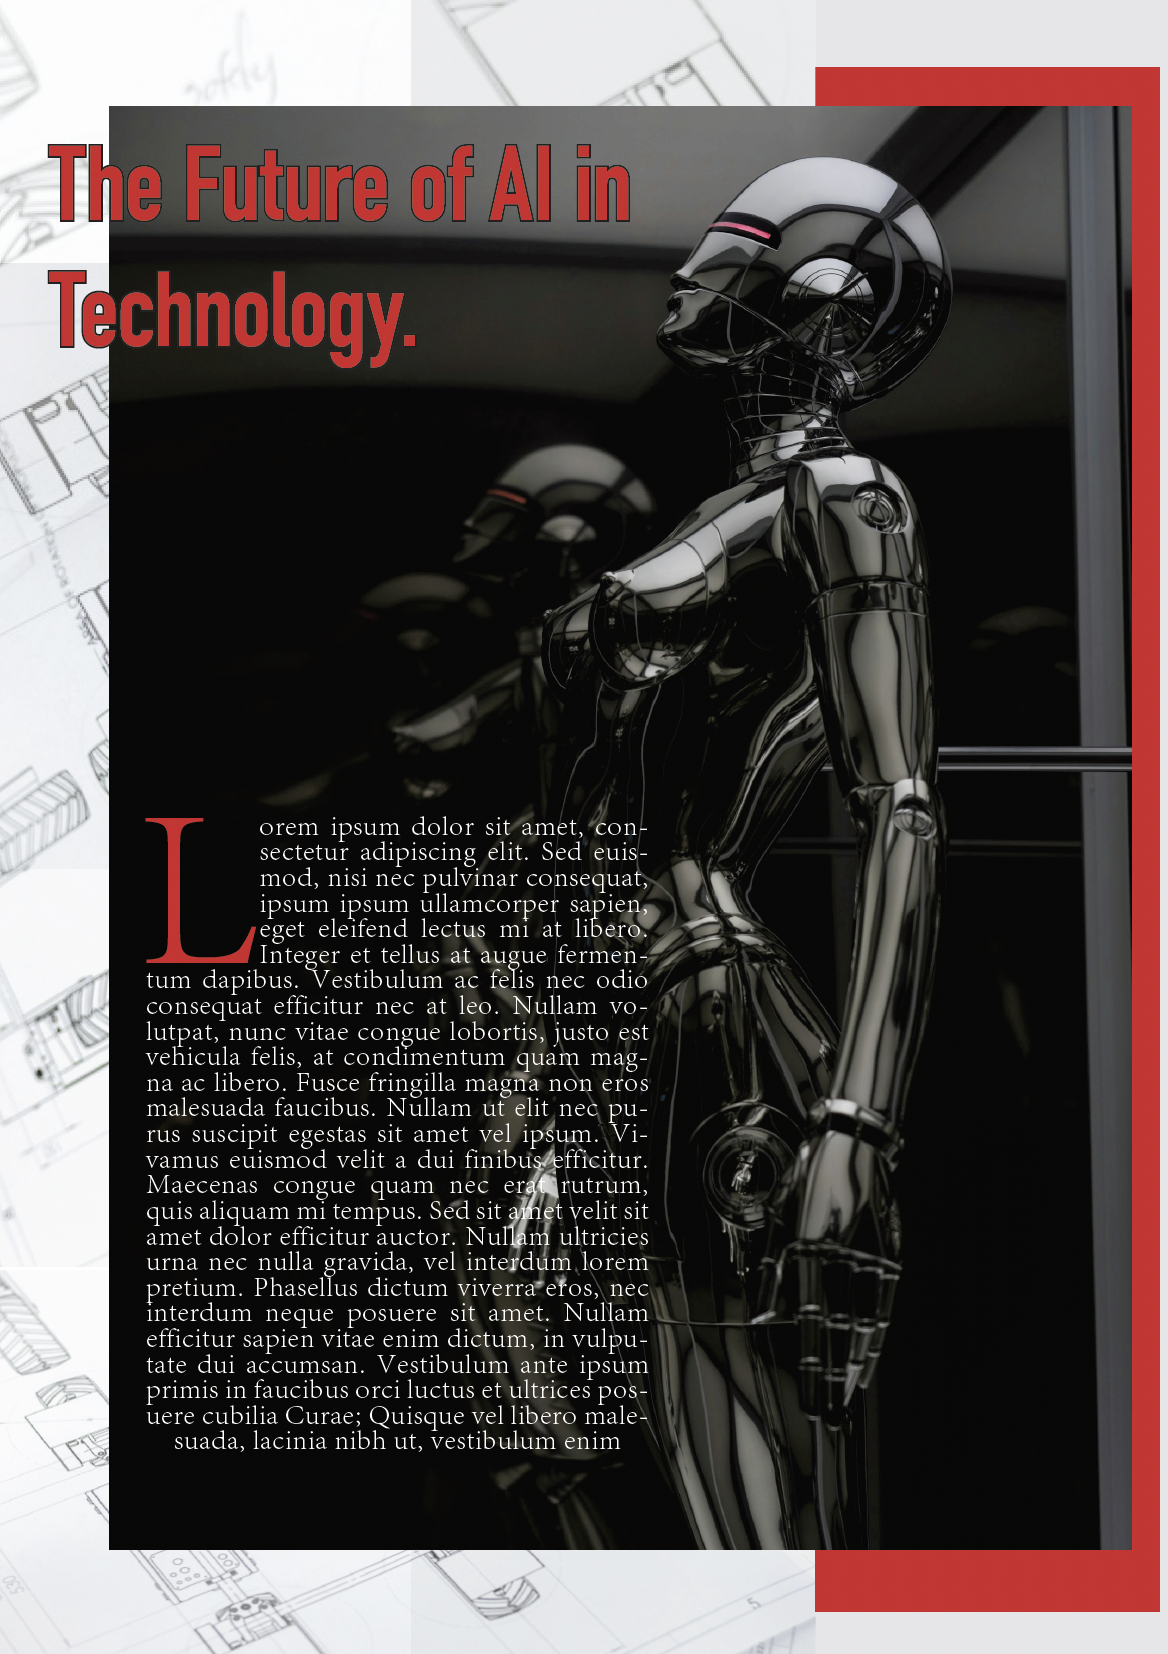 softly
The Future of AI in
Technology.
Lorem ipsum dolor sit amet, con-
sectetur adipiscing elit. Sed euis-
mod, nisi nec pulvinar consequat,
ipsum ipsum ullamcorper sapien,
eget eleifend lectus mi at libero.
Integer et tellus at augue fermen-
tum dapibus. Vestibulum ac felis nec odio
consequat efficitur nec at leo. Nullam vo-
lutpat, nunc vitae congue lobortis, justo est
vehicula felis, at condimentum quam mag-
na ac libero. Fusce fringilla magna non eros
malesuada faucibus. Nullam ut elit nec pu-
rus suscipit egestas sit amet vel ipsum. Vi-
vamus euismod velit a dui finibus efficitur.
Maecenas congue quam nec erat rutrum,
quis aliquam mi tempus. Sed sit amet velit sit
amet dolor efficitur auctor. Nullam ultricies
urna nec nulla gravida, vel interdum lorem
pretium. Phasellus dictum viverra eros, nec
interdum neque posuere sit amet. Nullam
efficitur sapien vitae enim dictum, in vulpu-
tate dui accumsan. Vestibulum ante ipsum
primis in faucibus orci luctus et ultrices pos-
uere cubilia Curae; Quisque vel libero male-
suada, lacinia nibh ut, vestibulum enim
530
5